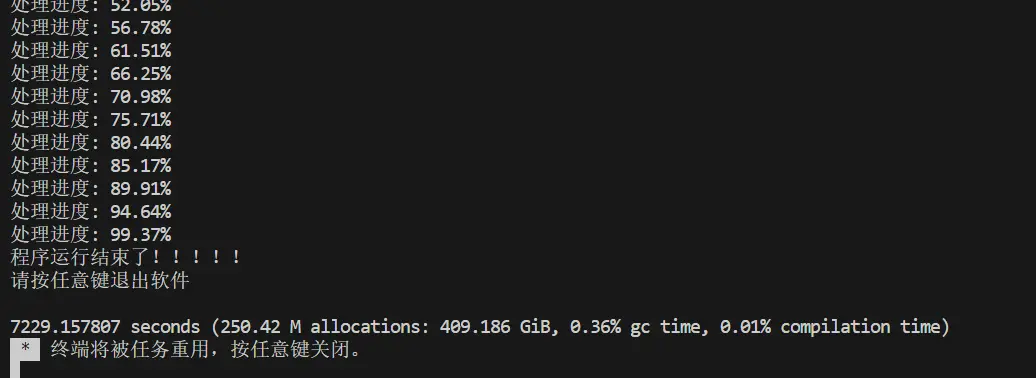 处理进度: 52.05%
处理进度: 56.78%
处理进度: 61.51%
处理进度: 66.25%
处理进度: 70.98%
处理进度: 75.71%
处理进度: 80.44%
处理进度: 85.17%
处理进度: 89.91%
处理进度: 94.64%
处理进度: 99.37%
程序运行结束了！！！！！
请按任意键退出软件
7229.157807 seconds (250.42 M allocations: 409.186 GiB, 0.36% gc time, 0.01% compilation time)
* 终端将被任务重用，按任意键关闭。